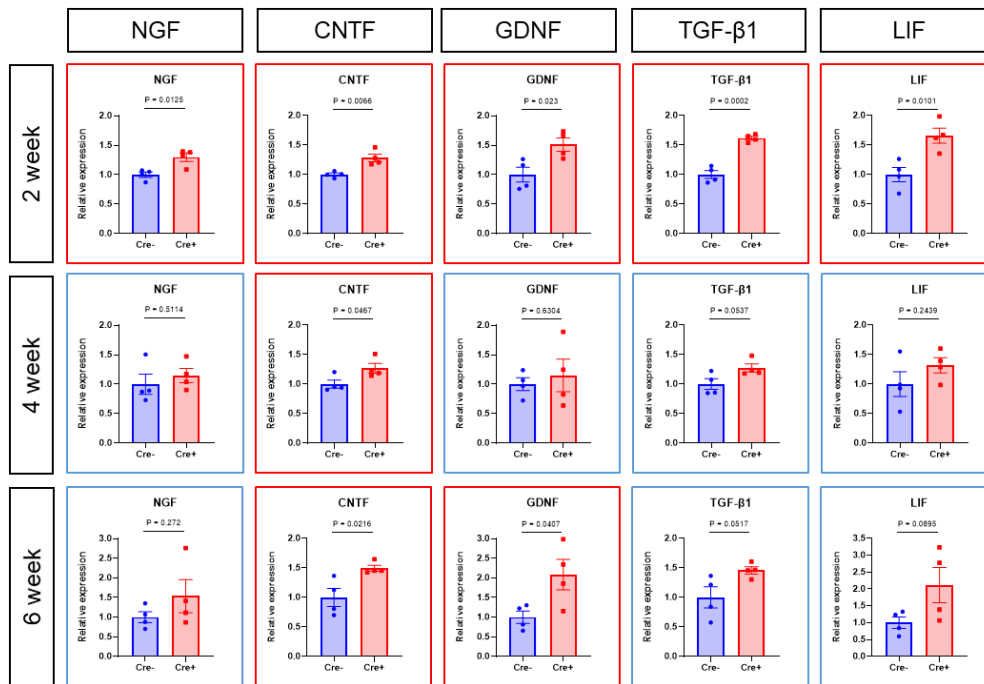 NGF CNTF GDNF TGF-β1 LIF
2 week
NGF CNTF GDNF TGF-β1 LIF
P = 0.0125 P = 0.0066 P = 0.023 P = 0.0002 P = 0.0101
Relative expression Relative expression Relative expression Relative expression Relative expression
2.0 2.0 2.0 2.0 2.0
1.5 1.5 1.5 1.5 1.5
1.0 1.0 1.0 1.0 1.0
0.5 0.5 0.5 0.5 0.5
0.0 0.0 0.0 0.0 0.0
Cre- Cre+ Cre- Cre+ Cre- Cre+ Cre- Cre+ Cre- Cre+
4 week
NGF CNTF GDNF TGF-β1 LIF
P = 0.5114 P = 0.0467 P = 0.6304 P = 0.0537 P = 0.2439
Relative expression Relative expression Relative expression Relative expression Relative expression
2.0 2.0 2.0 2.0 2.0
1.5 1.5 1.5 1.5 1.5
1.0 1.0 1.0 1.0 1.0
0.5 0.5 0.5 0.5 0.5
0.0 0.0 0.0 0.0 0.0
Cre- Cre+ Cre- Cre+ Cre- Cre+ Cre- Cre+ Cre- Cre+
6 week
NGF CNTF GDNF TGF-β1 LIF
P = 0.272 P = 0.0216 P = 0.0407 P = 0.0517 P = 0.0895
Relative expression Relative expression Relative expression Relative expression Relative expression
3.0 2.0 3.0 2.0 3.5
2.5 1.5 2.5 1.5 3.0
2.0 1.0 2.0 1.0 2.5
1.5 0.5 1.5 0.5 2.0
1.0 0.0 1.0 0.0 1.5
0.5 0.5 1.0
0.0 0.0 0.5
0.0
Cre- Cre+ Cre- Cre+ Cre- Cre+ Cre- Cre+ Cre- Cre+